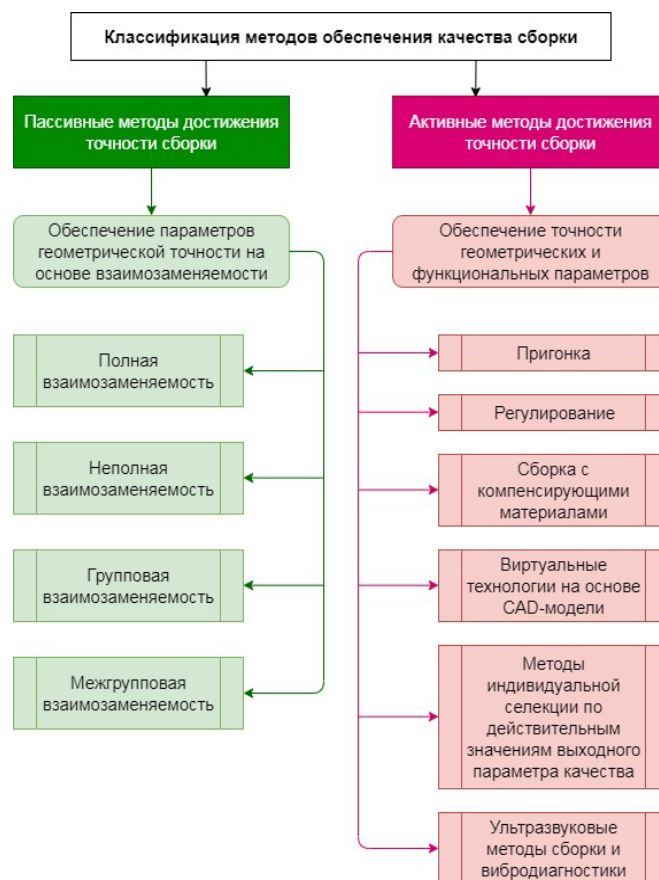 Классификация методов обеспечения качества сборки
Пассивные методы достижения
точности сборки
Активные методы достижения
точности сборки
Обеспечение параметров
геометрической точности на
основе взаимозаменяемости
Обеспечение точности
геометрических и
функциональных параметров
Полная
взаимозаменяемость
Неполная
взаимозаменяемость
Групповая
взаимозаменяемость
Межгрупповая
взаимозаменяемость
Пригонка
Регулирование
Сборка с
компенсирующими
материалами
Виртуальные
технологии на основе
CAD-модели
Методы
индивидуальной
селекции по
действительным
значениям выходного
параметра качества
Ультразвуковые
методы сборки и
вибродиагностики